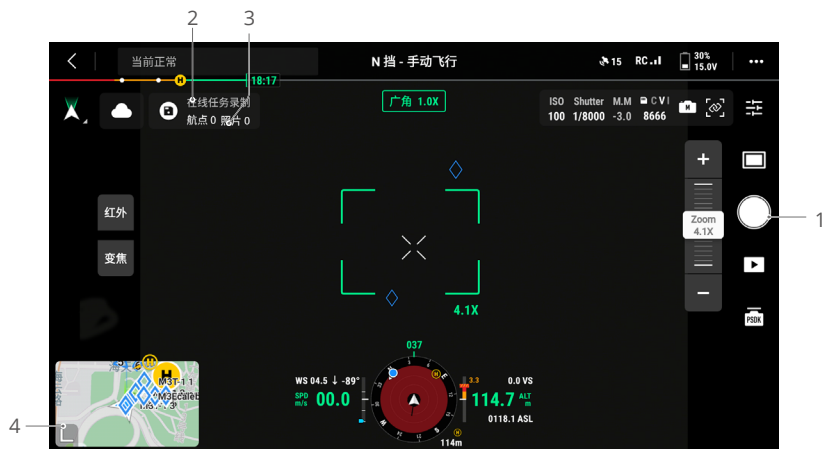 2
3
当前正常
N 挡 - 手动飞行
15
RC
30%
15.0V
H
18:17
在线任务录制
航点 0 照片 0
广角 1.0X
ISO Shutter M.M
100 1/8000 -3.0 8666
M
红外
变焦
+
Zoom
4.1X
−
1
PSDK
4.1X
037
WS 04.5 ↓ -89°
SPD
m/s
00.0
3.3
0.0 VS
114.7
ALT
m
0118.1 ASL
H
114m
N
E
S
W
H
H
M3T-1 1
4